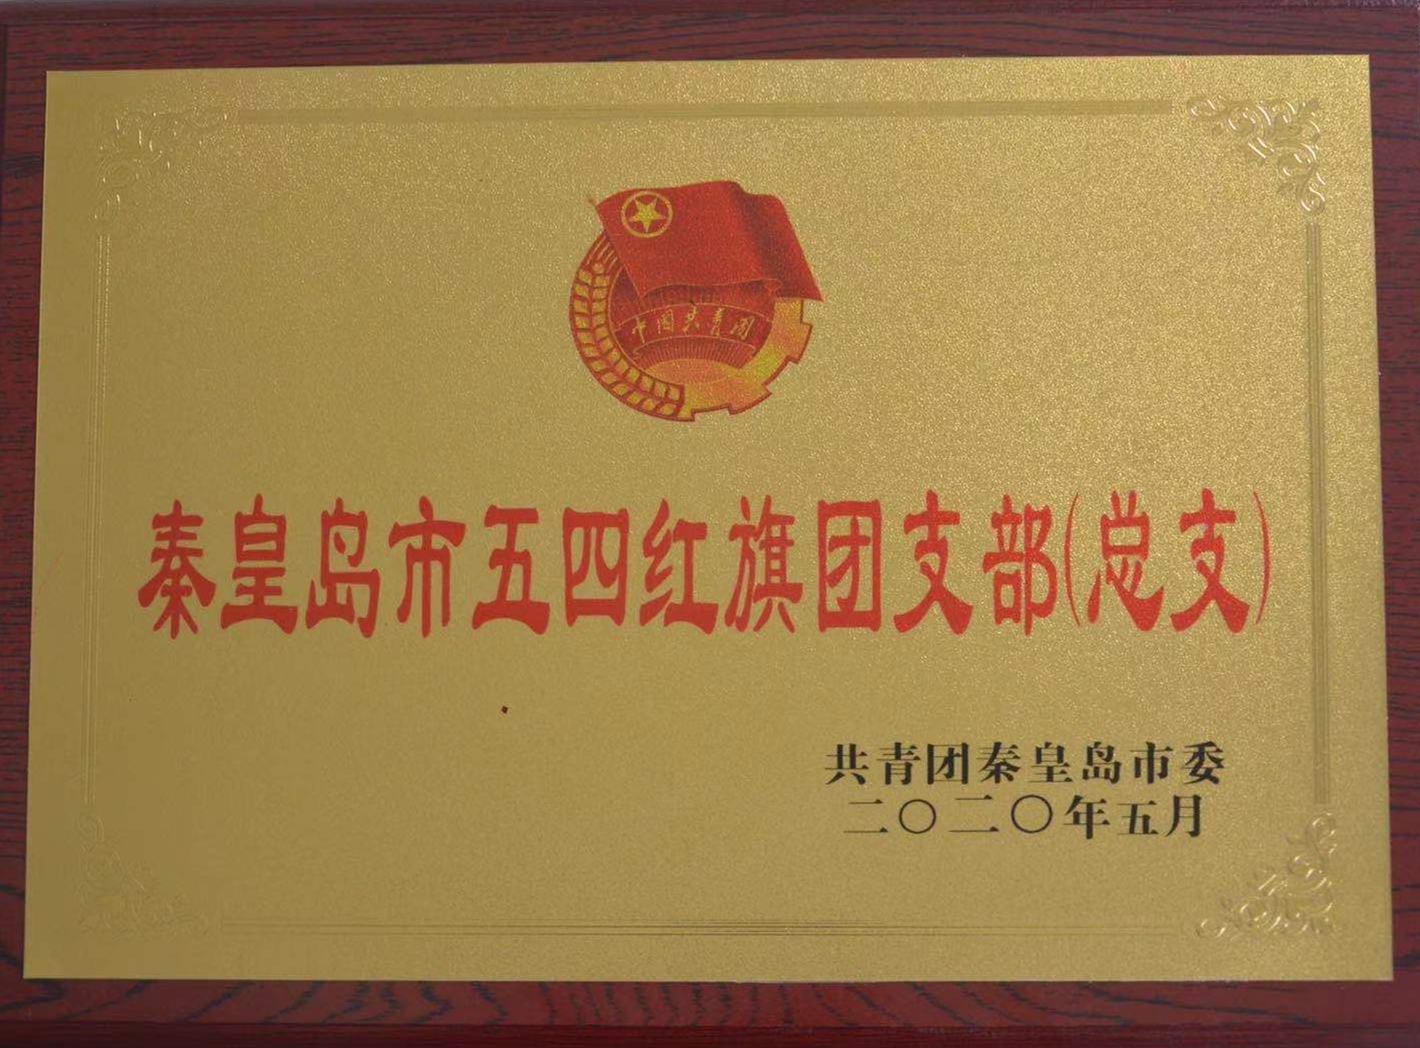 中国共青团
秦皇岛市五四红旗团支部(总支)
共青团秦皇岛市委
二〇二〇年五月